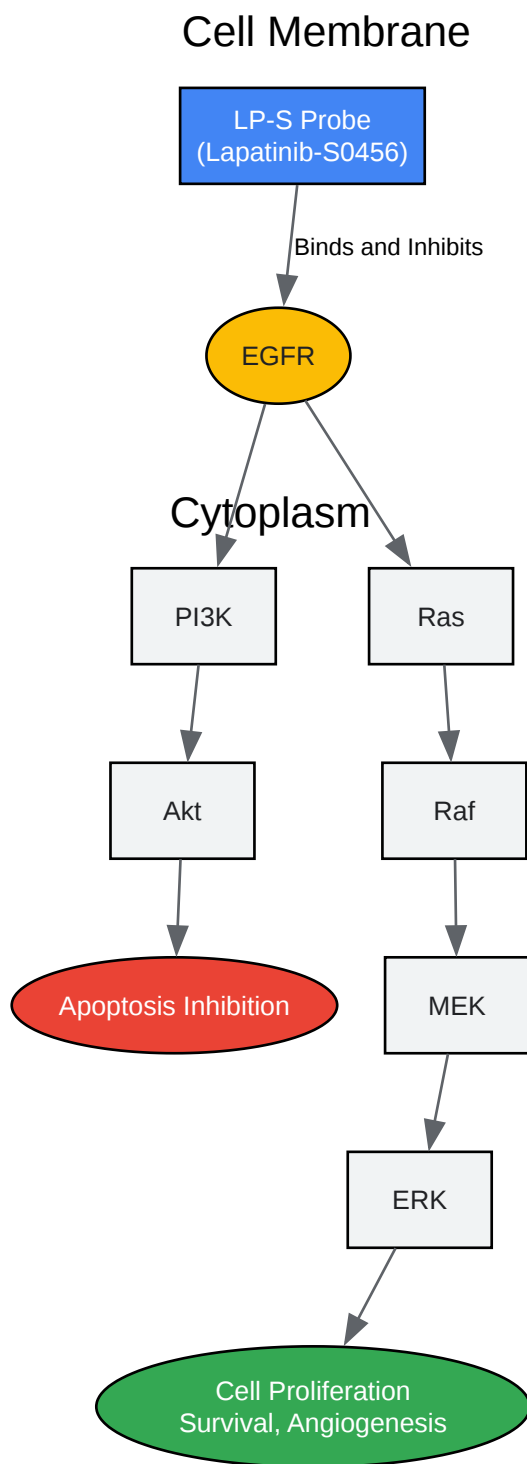 Cell Membrane
LP-S Probe
(Lapatinib-S0456)
Binds and Inhibits
EGFR
Cytoplasm
PI3K
Ras
Akt
Raf
Apoptosis Inhibition
MEK
ERK
Cell Proliferation
Survival, Angiogenesis